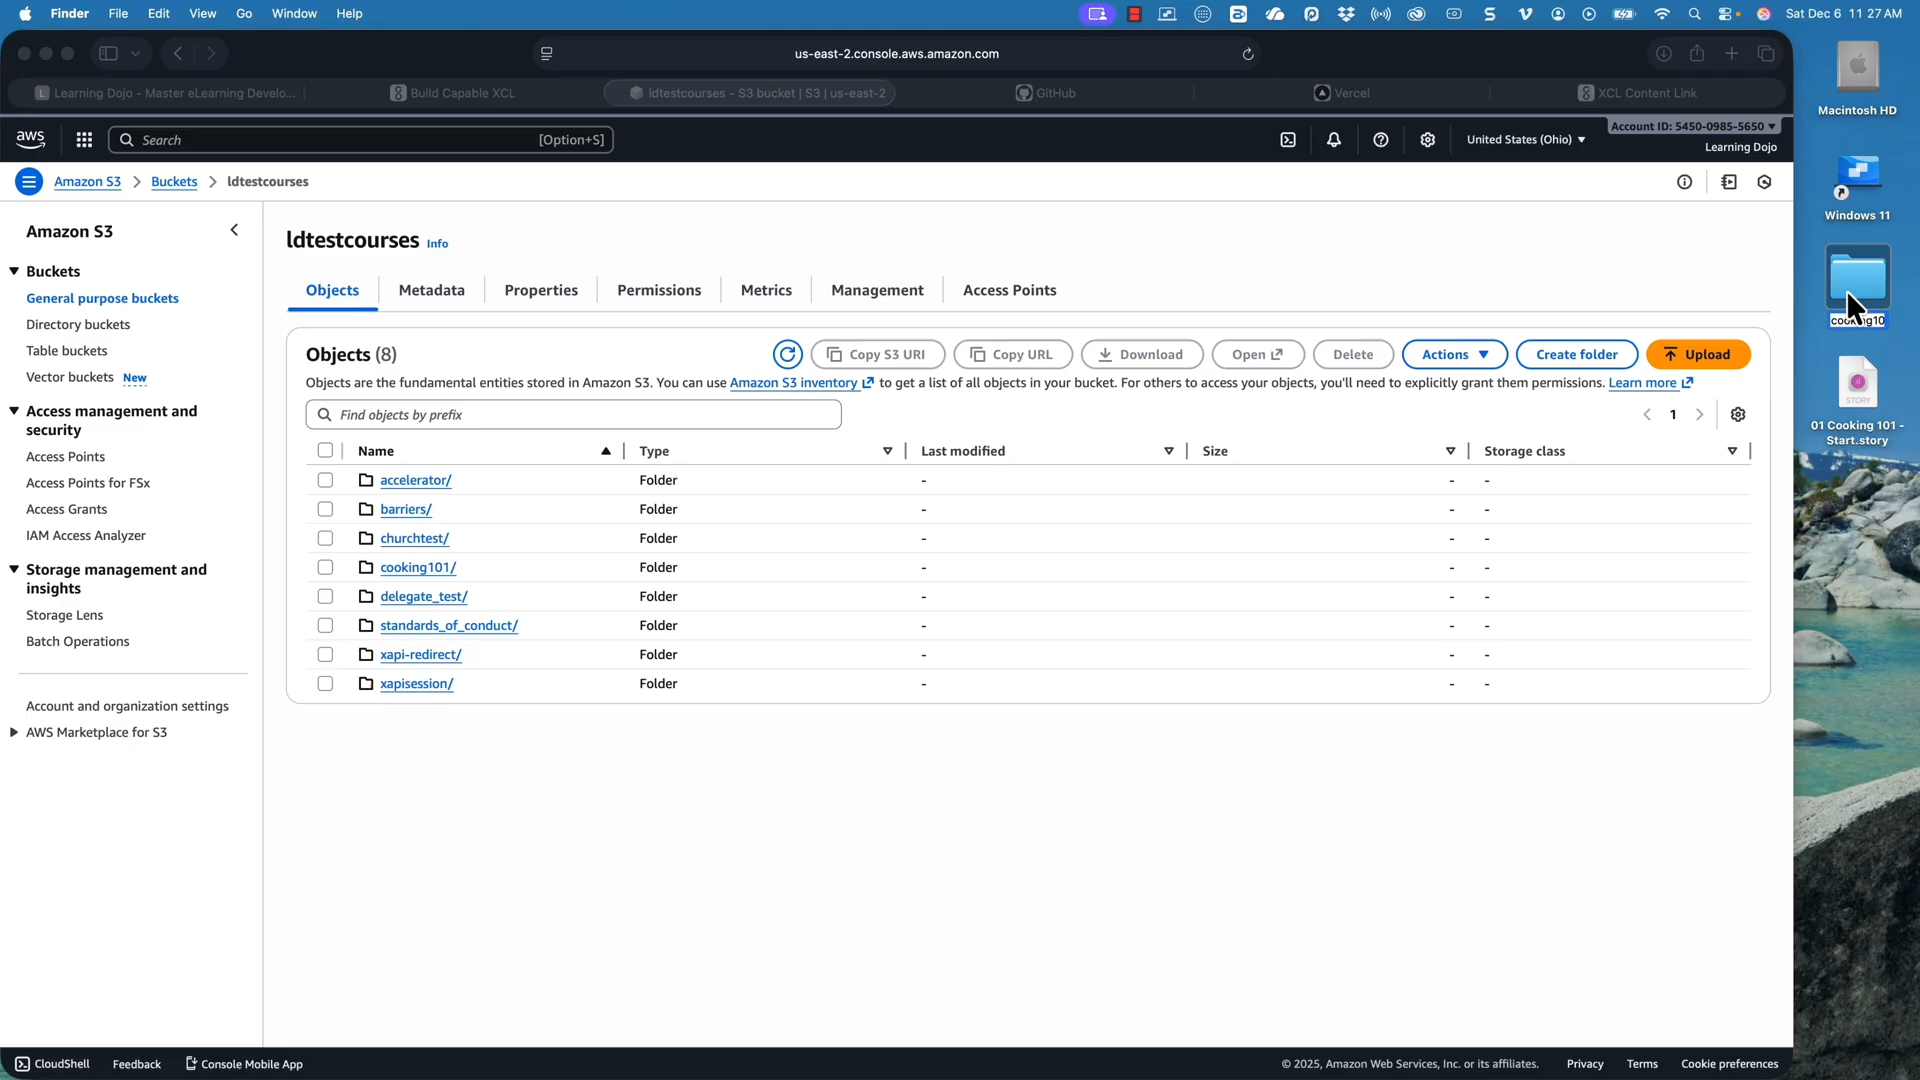 Finder File Edit View Go Window Help
Sat Dec 6 11 27 AM
us-east-2.console.aws.amazon.com
Learning Dojo - Master eLearning Develo...
Build Capable XCL
ldtestcourses - S3 bucket | S3 | us-east-2
GitHub
Vercel
XCL Content Link
aws
Search
[Option+S]
United States (Ohio)
Account ID: 5450-0985-5650
Learning Dojo
Amazon S3
Buckets
ldtestcourses
Amazon S3
Buckets
General purpose buckets
Directory buckets
Table buckets
Vector buckets New
Access management and
security
Access Points
Access Points for FSx
Access Grants
IAM Access Analyzer
Storage management and
insights
Storage Lens
Batch Operations
Account and organization settings
AWS Marketplace for S3
ldtestcourses Info
Objects
Metadata
Properties
Permissions
Metrics
Management
Access Points
Objects (8)
Copy S3 URI
Copy URL
Download
Open
Delete
Actions
Create folder
Upload
Objects are the fundamental entities stored in Amazon S3. You can use Amazon S3 inventory to get a list of all objects in your bucket. For others to access your objects, you'll need to explicitly grant them permissions. Learn more
Find objects by prefix
1
Name Type Last modified Size Storage class
accelerator/ Folder - - -
barriers/ Folder - - -
churchtest/ Folder - - -
cooking101/ Folder - - -
delegate_test/ Folder - - -
standards_of_conduct/ Folder - - -
xapi-redirect/ Folder - - -
xapisession/ Folder - - -
CloudShell
Feedback
Console Mobile App
© 2025, Amazon Web Services, Inc. or its affiliates.
Privacy
Terms
Cookie preferences
Macintosh HD
Windows 11
STORY
01 Cooking 101 -
Start.story